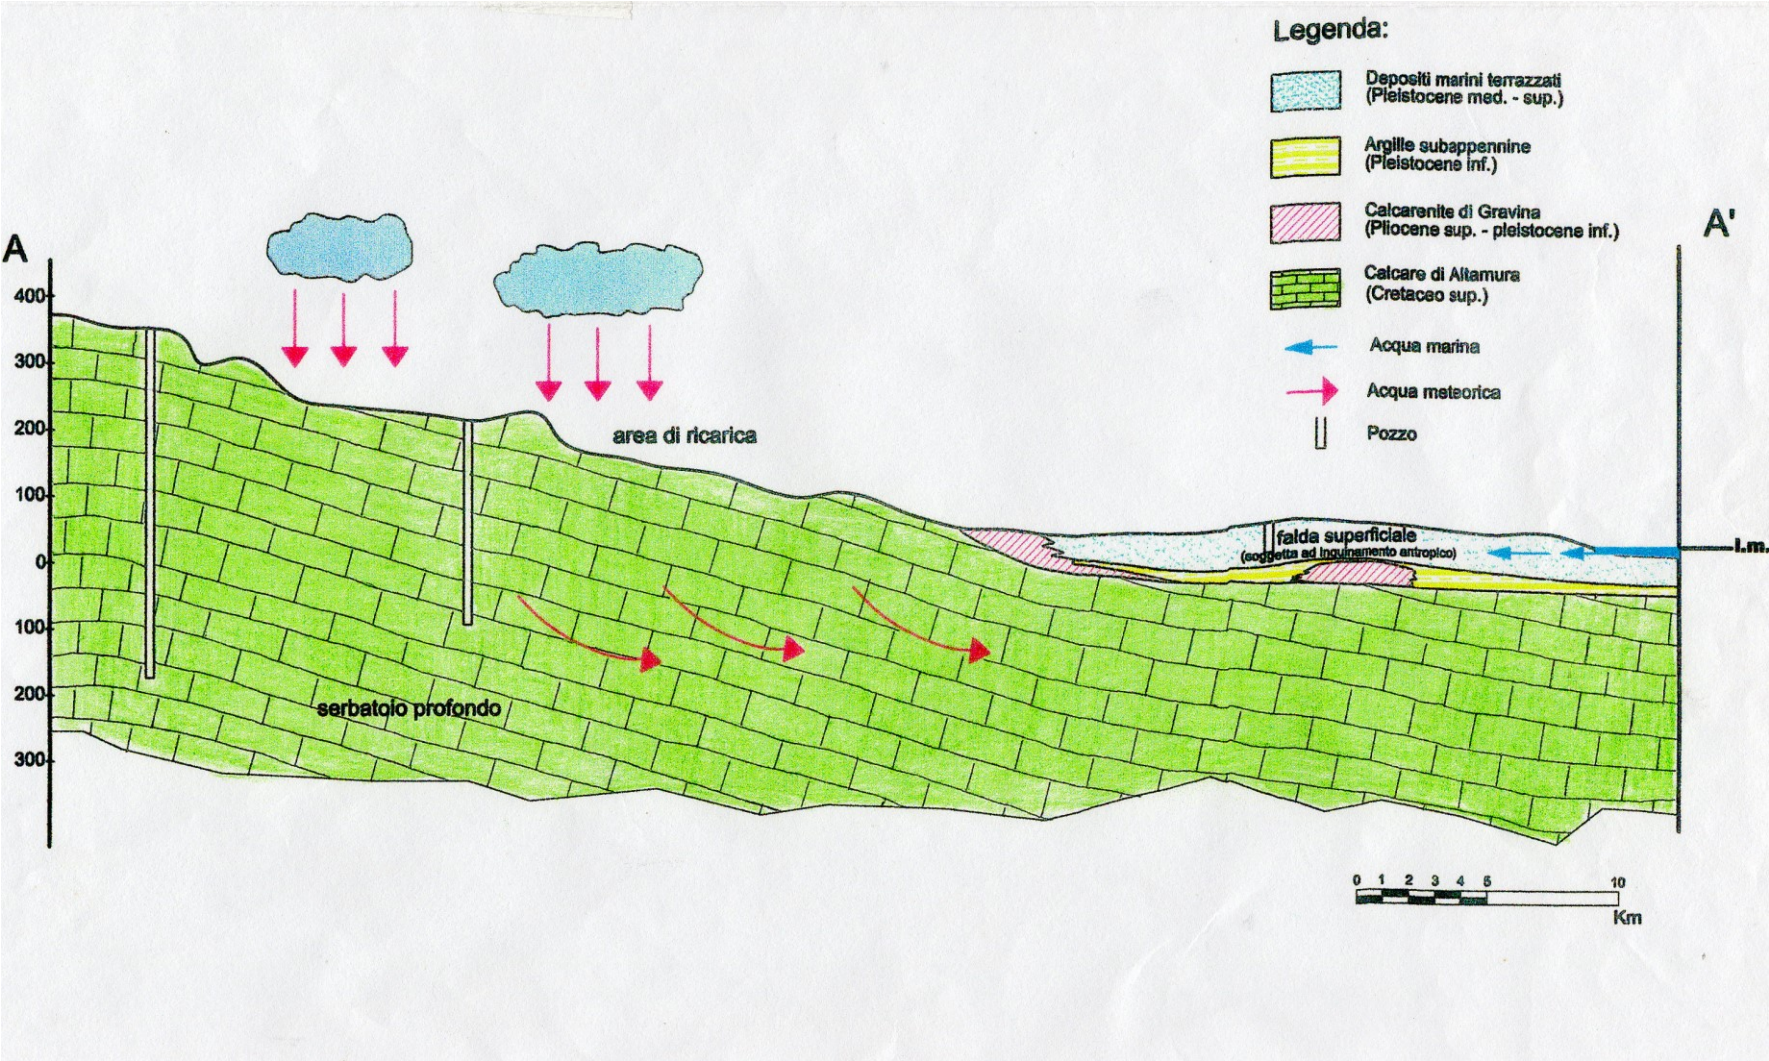 Legenda:
Depositi marini terrazzati
(Pleistocene med. - sup.)
Argille subappennine
(Pleistocene inf.)
Calcarenite di Gravina
(Pliocene sup. - pleistocene inf.)
Calcare di Altamura
(Cretaceo sup.)
Acqua marina
Acqua meteorica
Pozzo
A
A'
400
300
200
100
0
100
200
300
area di ricarica
falda superficiale
(soggetta ad inquinamento antropico)
l.m.
serbatoio profondo
0 1 2 3 4 5 10
Km